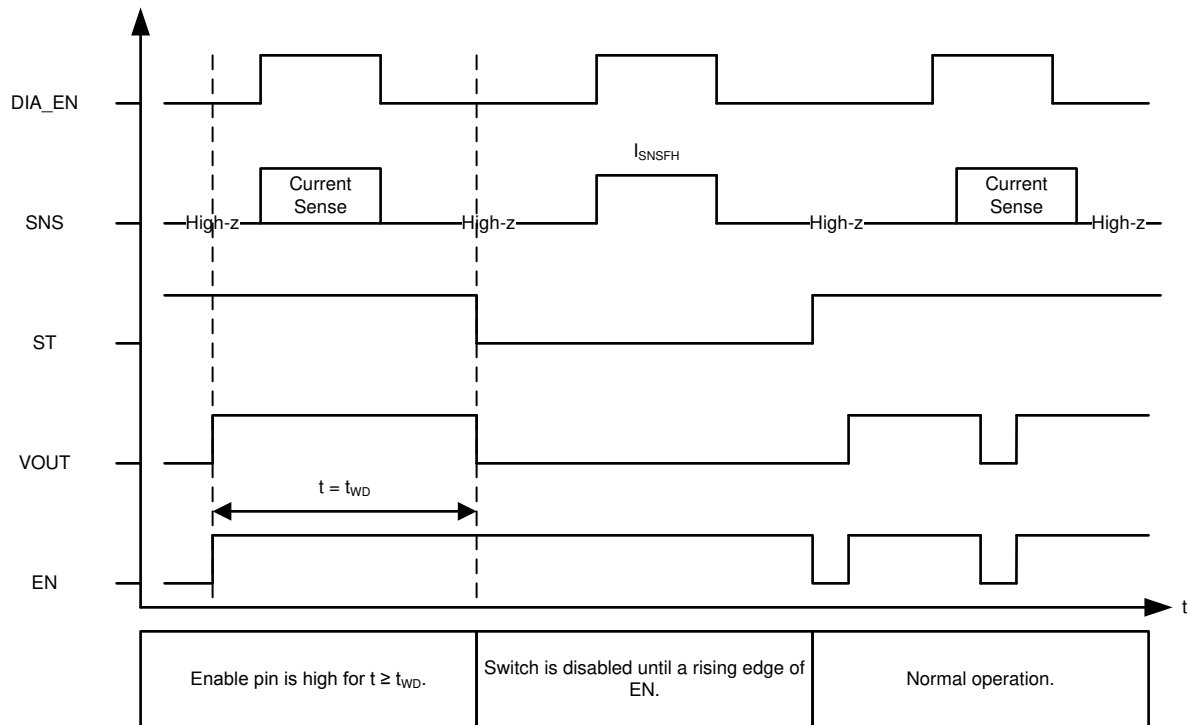 DIA_EN
I_SNSFH
Current
Sense
Current
Sense
SNS
High-z
High-z
High-z
High-z
ST
VOUT
t = t_WD
EN
t
Enable pin is high for t ≥ t_WD.
Switch is disabled until a rising edge of
EN.
Normal operation.